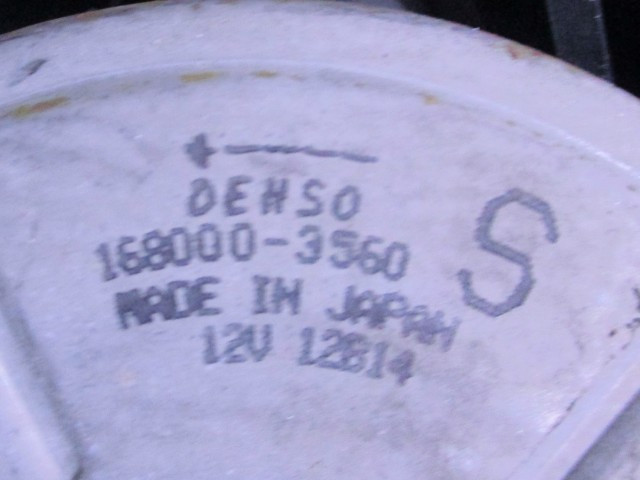 DENSO
168000-3560
S
MADE IN JAPAN
12V 12814